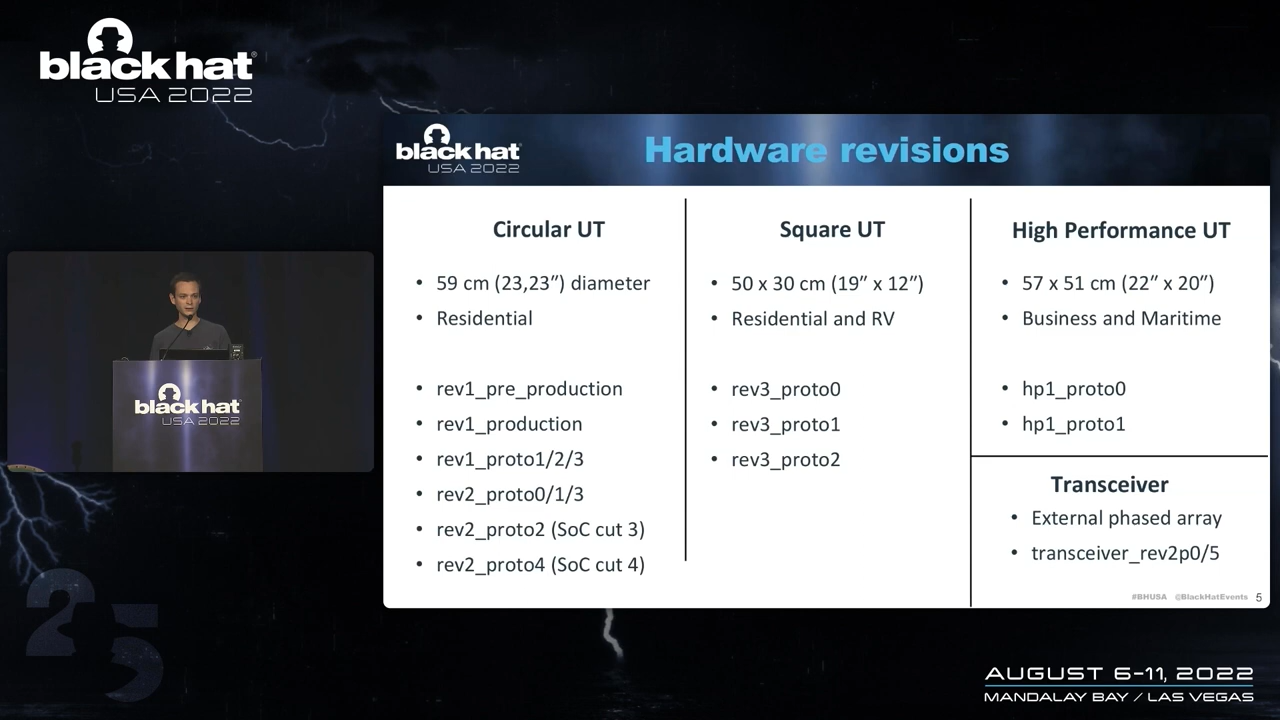 black hat®
USA 2022
black hat®
USA 2022
Hardware revisions
Circular UT
• 59 cm (23,23”) diameter
• Residential
• rev1_pre_production
• rev1_production
• rev1_proto1/2/3
• rev2_proto0/1/3
• rev2_proto2 (SoC cut 3)
• rev2_proto4 (SoC cut 4)
Square UT
• 50 x 30 cm (19” x 12”)
• Residential and RV
• rev3_proto0
• rev3_proto1
• rev3_proto2
High Performance UT
• 57 x 51 cm (22” x 20”)
• Business and Maritime
• hp1_proto0
• hp1_proto1
Transceiver
• External phased array
• transceiver_rev2p0/5
#BHUSA @BlackHatEvents 5
black hat
USA 2022
25
AUGUST 6-11, 2022
MANDALAY BAY / LAS VEGAS